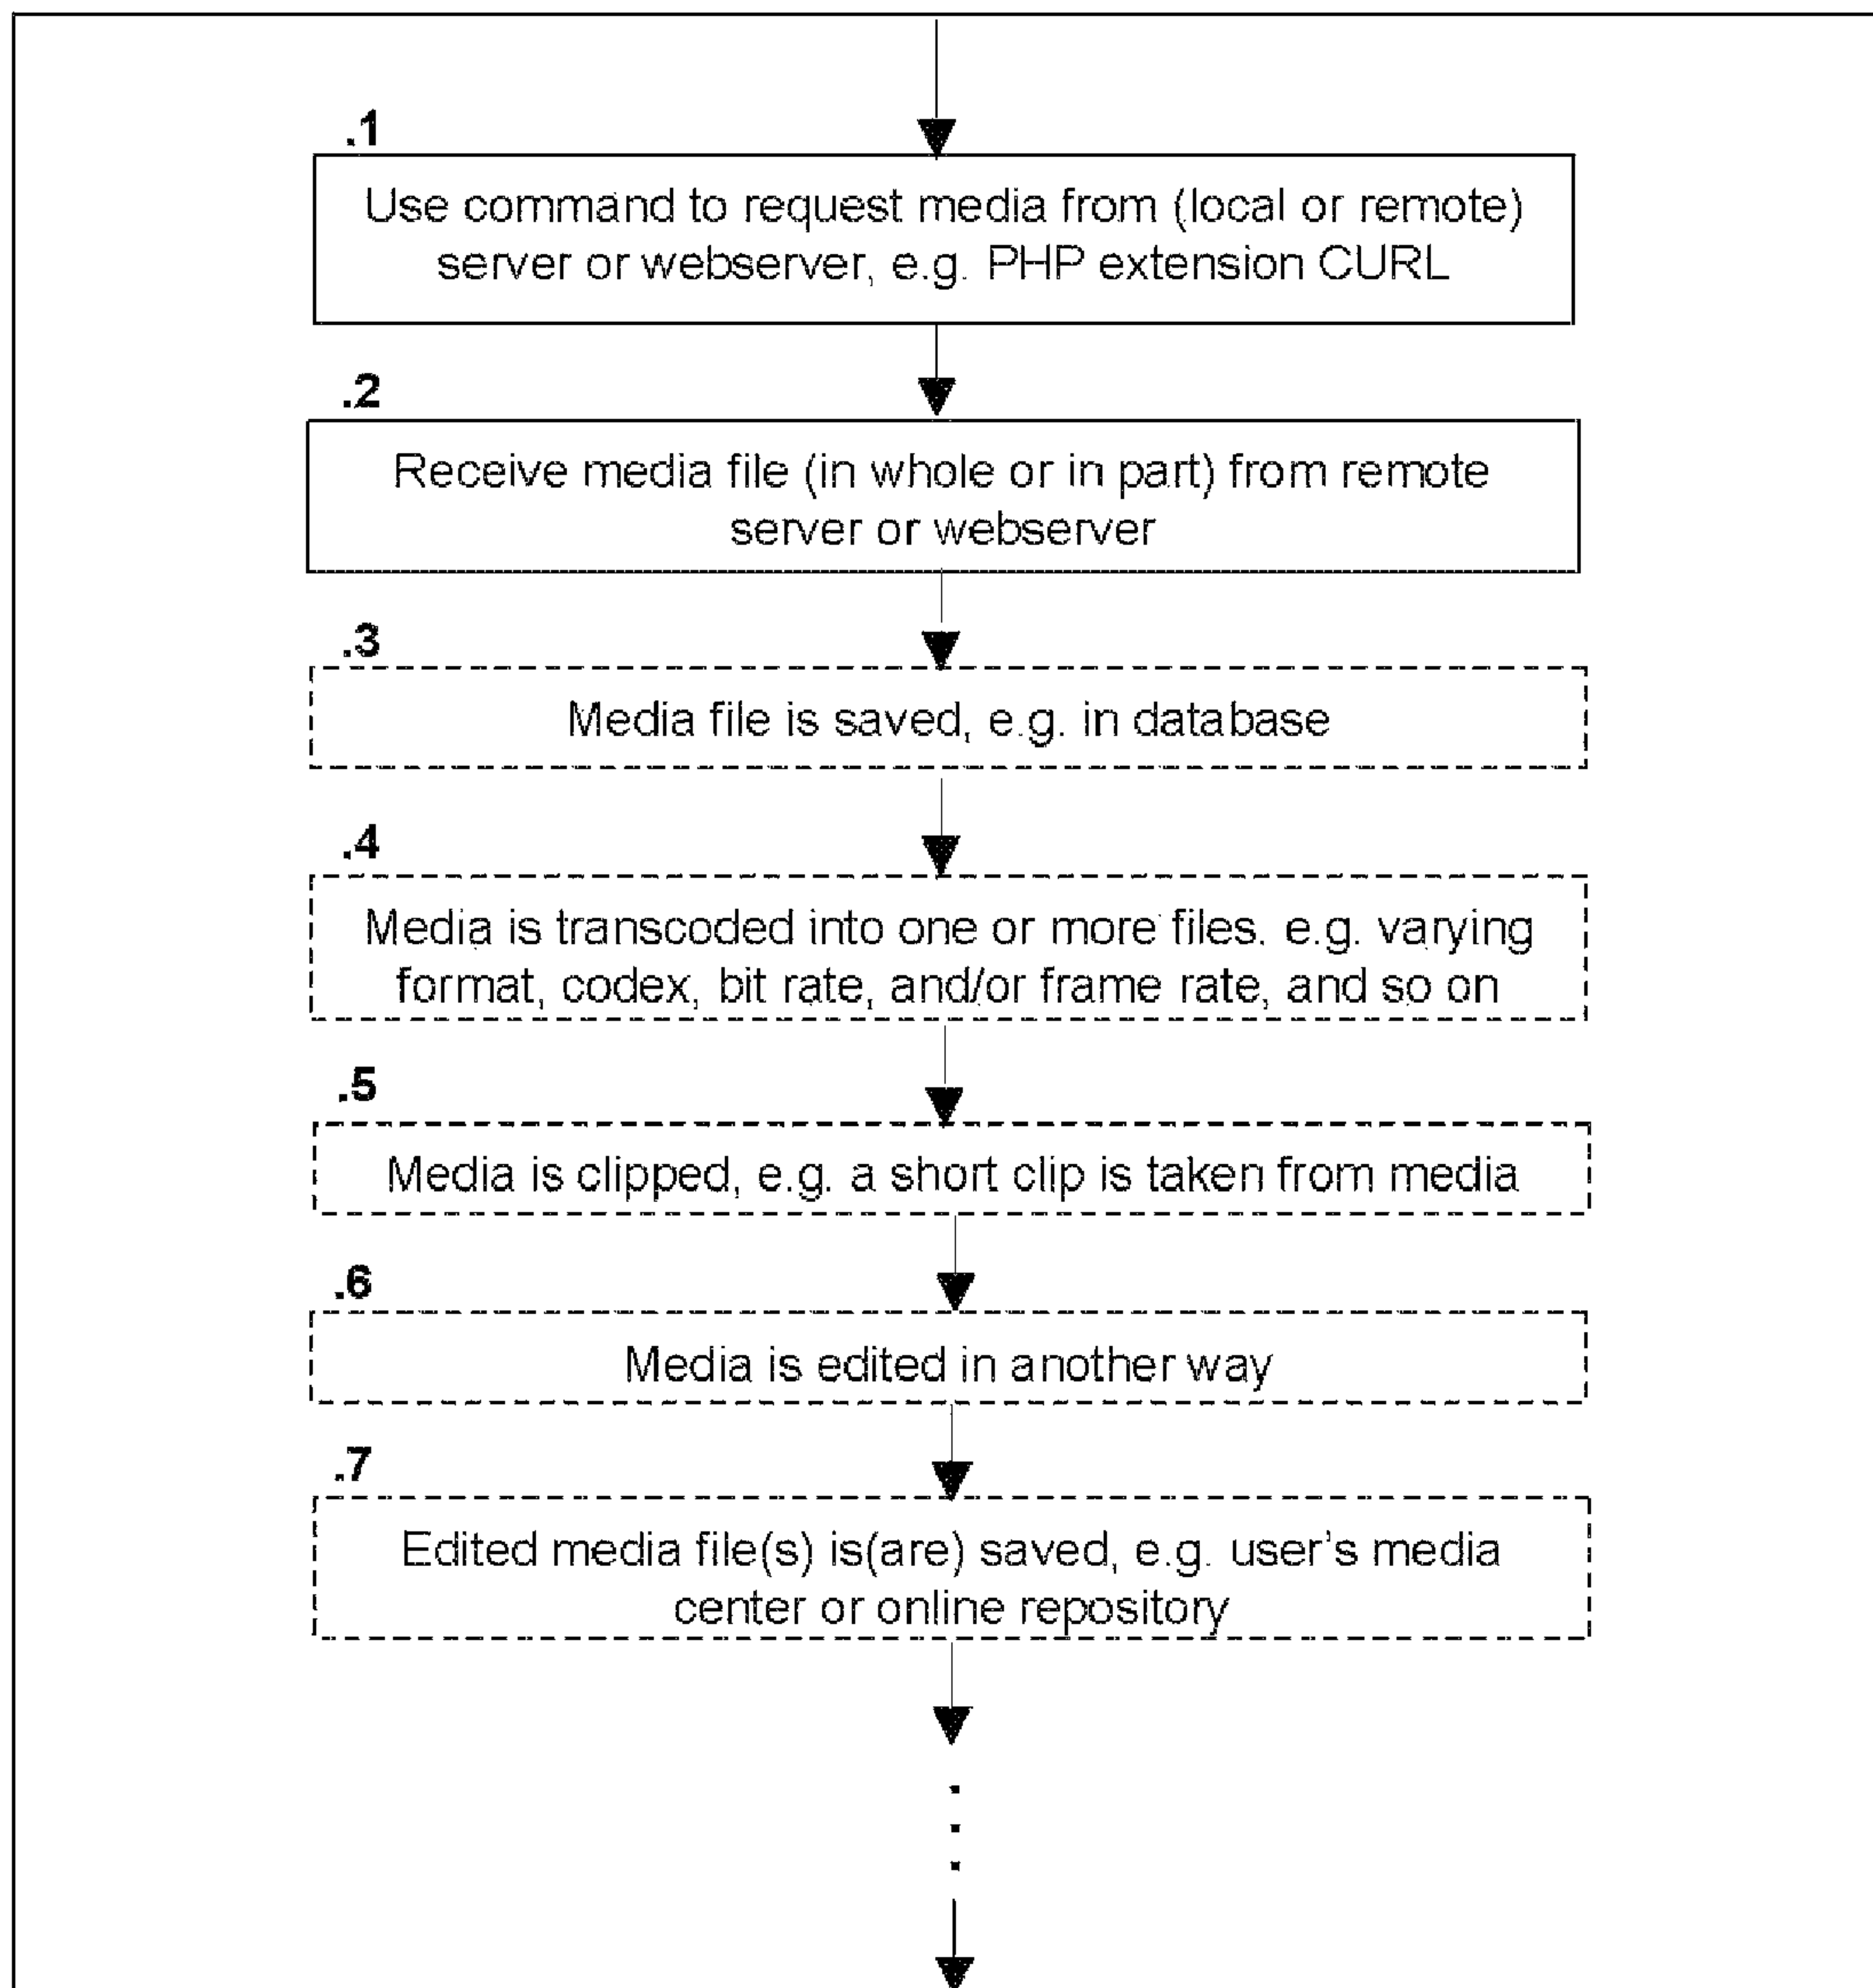 .1
Use command to request media from (local or remote)
server or webserver, e.g. PHP extension CURL
.2
Receive media file (in whole or in part) from remote
server or webserver
.3
Media file is saved, e.g. in database
.4
Media is transcoded into one or more files. e.g. varying
format, codex, bit rate, and/or frame rate, and so on
.5
Media is clipped, e.g. a short clip is taken from media
.6
Media is edited in another way
.7
Edited media file(s) is(are) saved, e.g. user's media
center or online repository